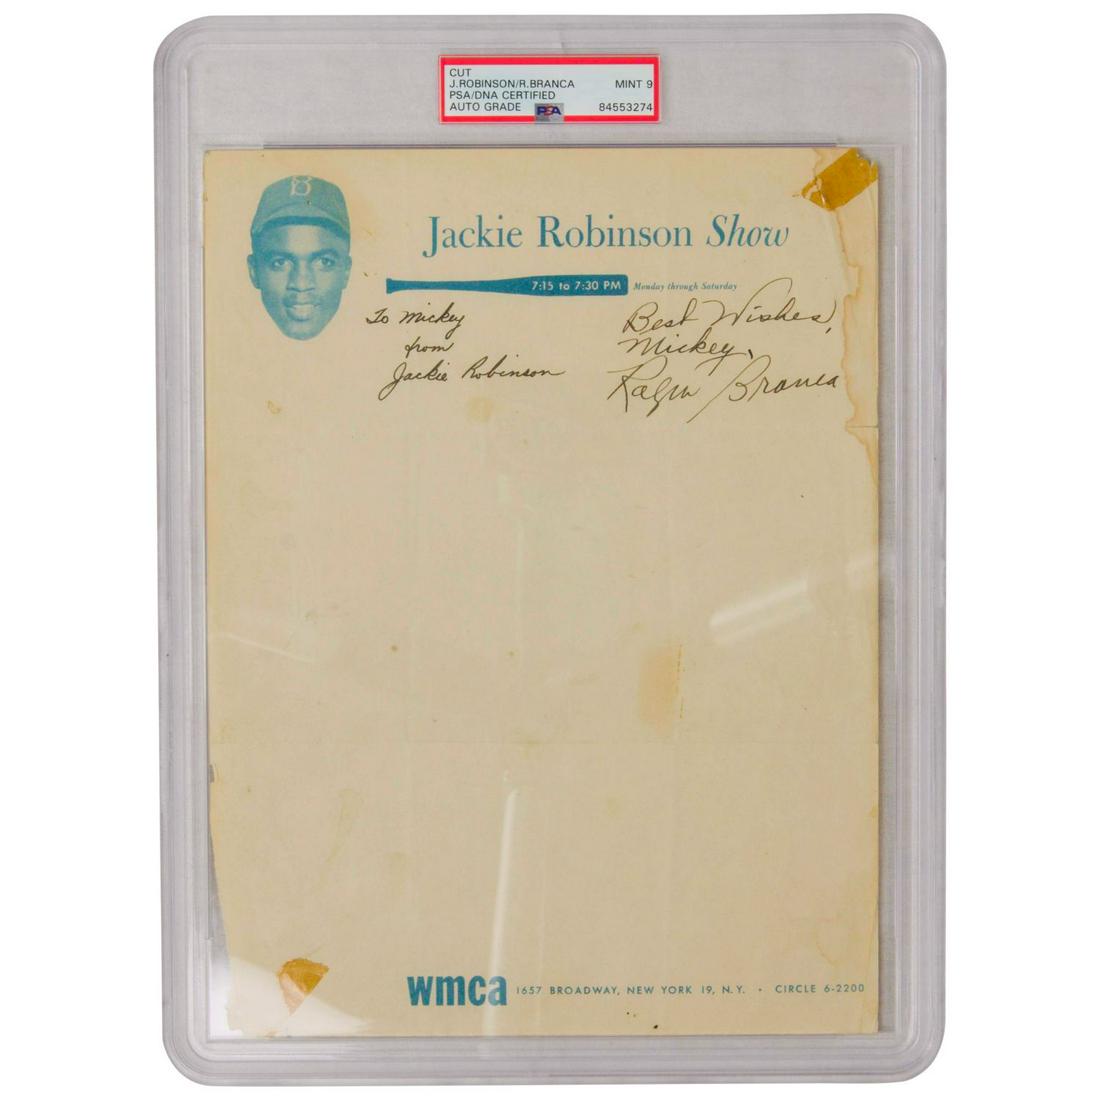 CUT
J.ROBINSON/R.BRANCA MINT 9
PSA/DNA CERTIFIED
AUTO GRADE PSA 84553274
B
Jackie Robinson Show
7:15 to 7:30 PM Monday through Saturday
To Mickey
from
Jackie Robinson
Best Wishes,
Mickey,
Ralph Branca
wmca 1657 BROADWAY, NEW YORK 19, N.Y. • CIRCLE 6-2200